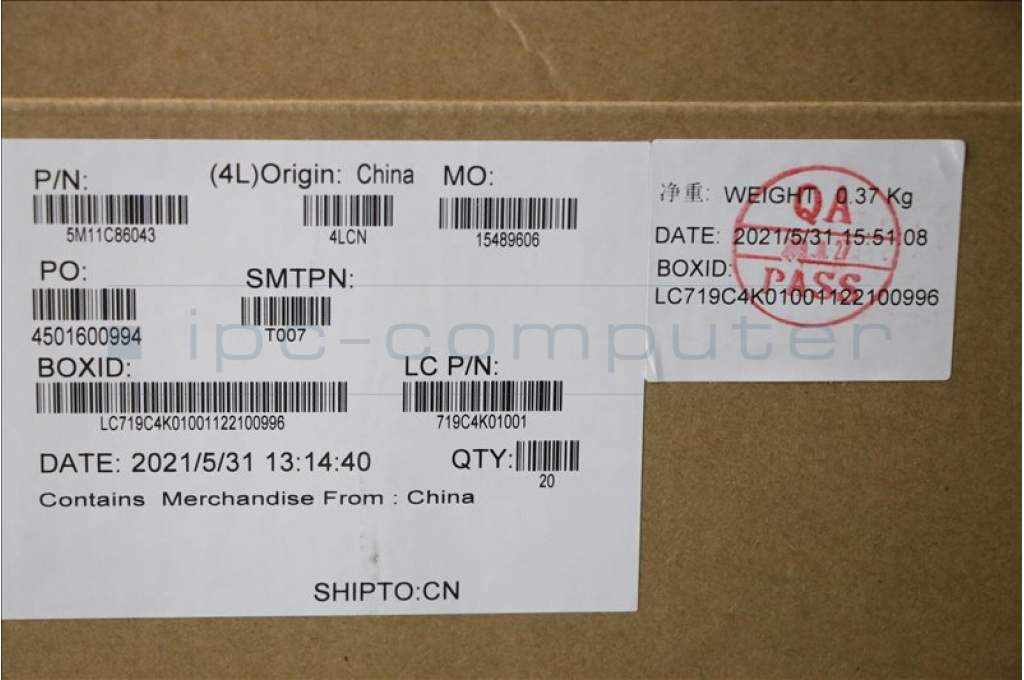 P/N:
5M11C86043
(4L)Origin: China
4LCN
MO:
15489606
PO:
4501600994
SMTPN:
T007
BOXID:
LC719C4K01001122100996
LC P/N:
719C4K01001
DATE: 2021/5/31 13:14:40
QTY:
20
Contains Merchandise From : China
SHIPTO:CN
净重: WEIGHT 0.37 Kg
DATE: 2021/5/31 15:51:08
BOXID:
LC719C4K01001122100996
QA
PASS
ipc-computer